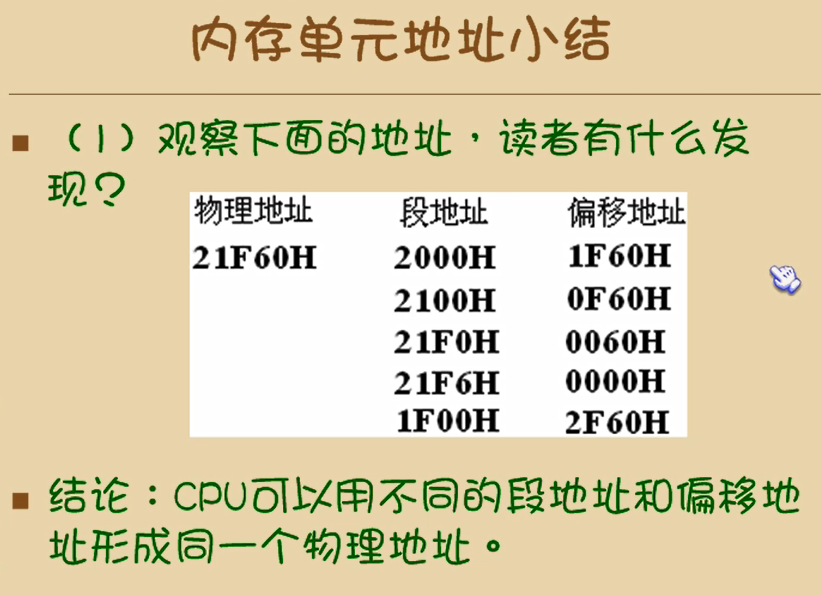 内存单元地址小结
（1）观察下面的地址，读者有什么发
现？
物理地址 段地址 偏移地址
21F60H 2000H 1F60H
2100H 0F60H
21F0H 0060H
21F6H 0000H
1F00H 2F60H
结论：CPU可以用不同的段地址和偏移地
址形成同一个物理地址。